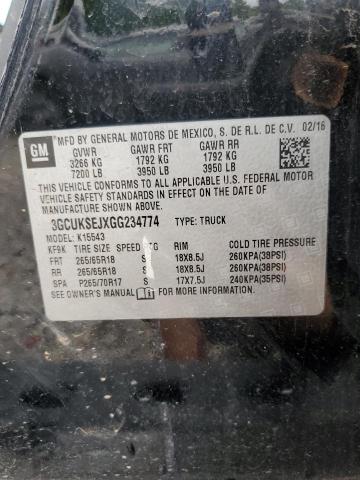 GM
MFD BY GENERAL MOTORS DE MEXICO, S. DE R.L. DE C.V. 02/16
GVWR GAWR FRT GAWR RR
3266 KG 1792 KG 1792 KG
7200 LB 3950 LB 3950 LB
THIS VEHICLE CONFORMS TO ALL APPLICABLE U.S. FEDERAL MOTOR
VEHICLE SAFETY STANDARDS IN EFFECT ON THE DATE OF
MANUFACTURE SHOWN ABOVE.
3GCUKSEJXGG234774 TYPE: TRUCK
MODEL: K15543
KF9K TIRE SIZE SPEED RTG RIM COLD TIRE PRESSURE
FRT 265/65R18 S 18X8.5J 260KPA(38PSI)
RR 265/65R18 S 18X8.5J 260KPA(38PSI)
SPA P265/70R17 S 17X7.5J 240KPA(35PSI)
SEE OWNERS MANUAL FOR MORE INFORMATION